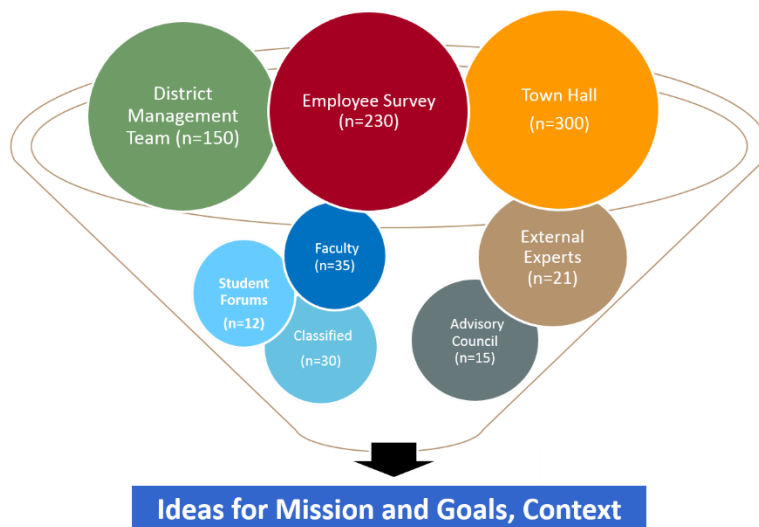 District
Management
Team (n=150)
Employee Survey
(n=230)
Town Hall
(n=300)
Faculty
(n=35)
External
Experts
(n=21)
Student
Forums
(n=12)
Classified
(n=30)
Advisory
Council
(n=15)
Ideas for Mission and Goals, Context